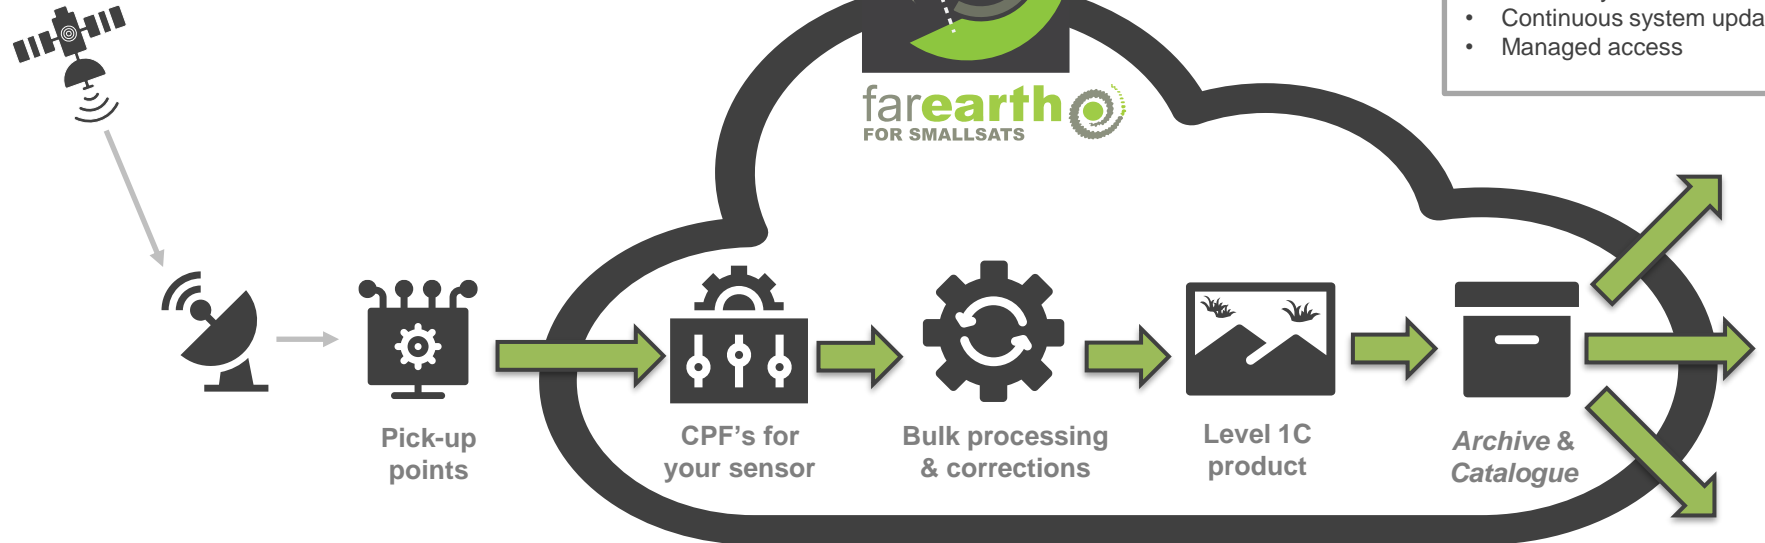 • Continuous system upda
• Managed access
farearth
FOR SMALLSATS
Pick-up
points
CPF's for
your sensor
Bulk processing
& corrections
Level 1C
product
Archive &
Catalogue